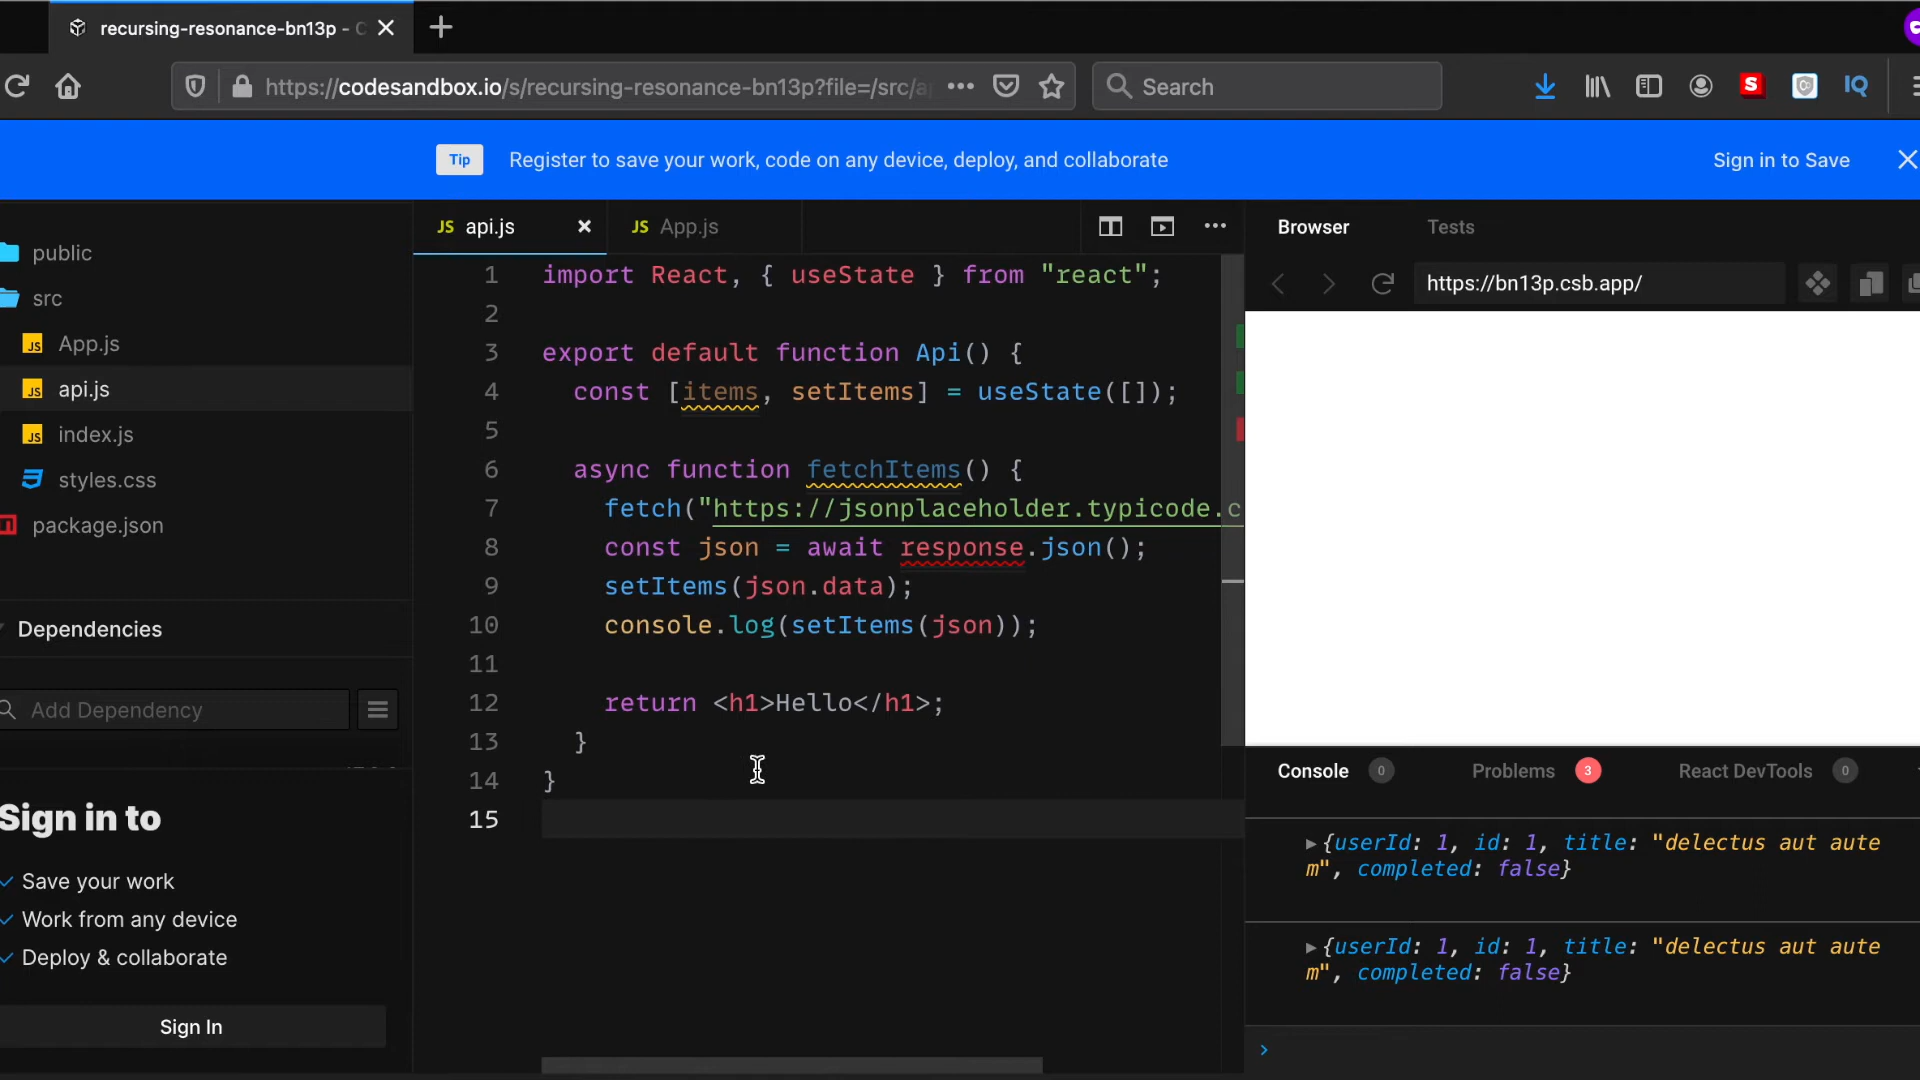 recursing-resonance-bn13p - C
https://codesandbox.io/s/recursing-resonance-bn13p?file=/src/a
Search
S
IQ
Tip
Register to save your work, code on any device, deploy, and collaborate
Sign in to Save
public
src
JS App.js
JS api.js
JS index.js
styles.css
package.json
Dependencies
Add Dependency
Sign in to
Save your work
Work from any device
Deploy & collaborate
Sign In
JS api.js
JS App.js
1 import React, { useState } from "react";
2
3 export default function Api() {
4 const [items, setItems] = useState([]);
5
6 async function fetchItems() {
7 fetch("https://jsonplaceholder.typicode.c
8 const json = await response.json();
9 setItems(json.data);
10 console.log(setItems(json));
11
12 return <h1>Hello</h1>;
13 }
14 }
15
Browser
Tests
https://bn13p.csb.app/
Console 0
Problems 3
React DevTools 0
{userId: 1, id: 1, title: "delectus aut aute
m", completed: false}
{userId: 1, id: 1, title: "delectus aut aute
m", completed: false}